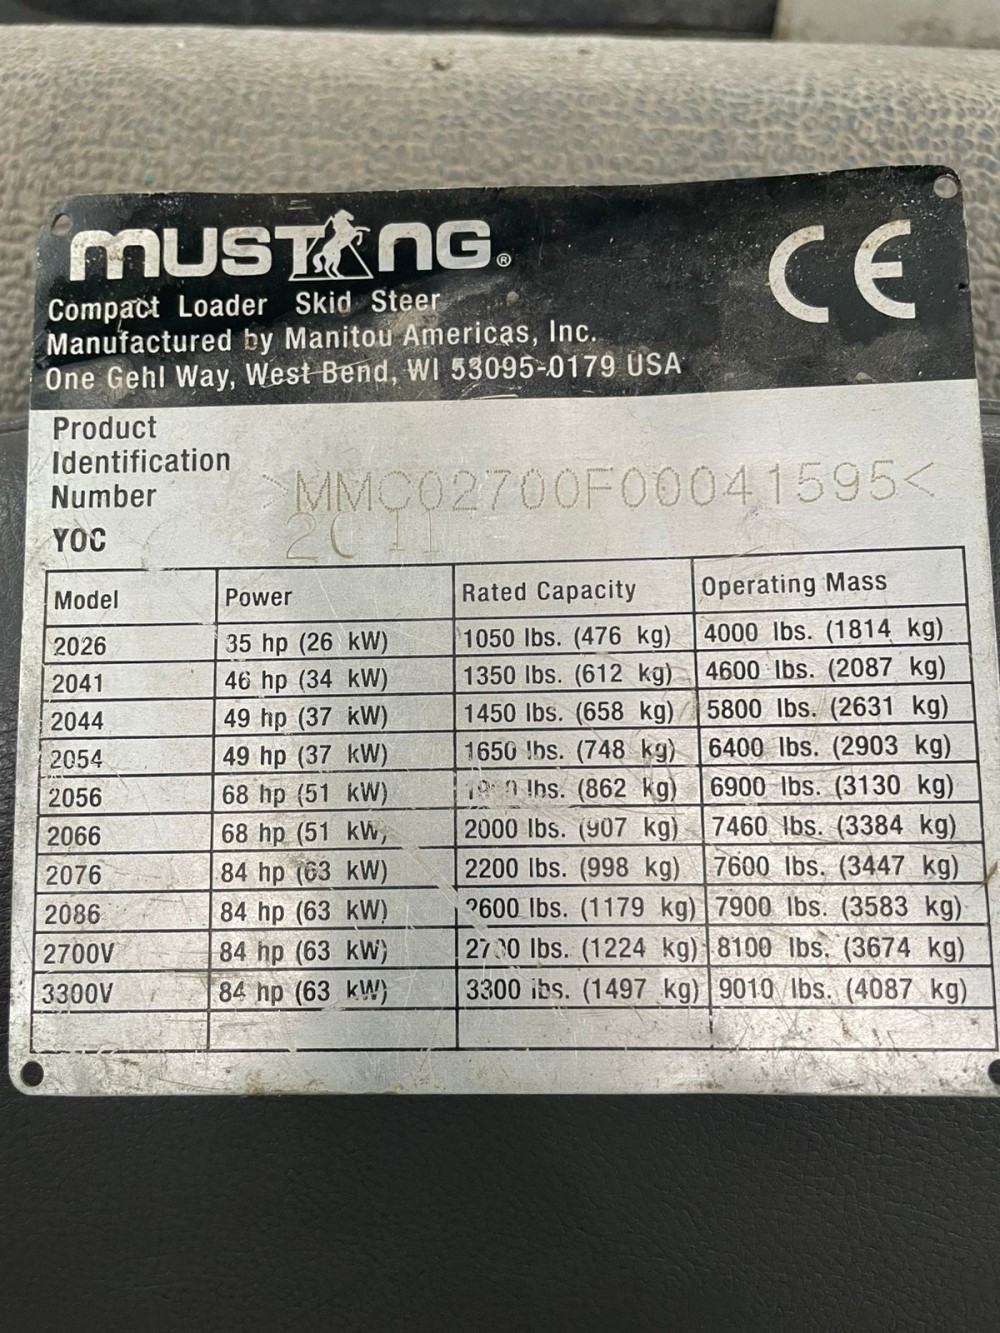 MUSTANG®
CE
Compact Loader Skid Steer
Manufactured by Manitou Americas, Inc.
One Gehl Way, West Bend, WI 53095-0179 USA
Product
Identification
Number >MMC02700F00041595<
YOC 2011
Model Power Rated Capacity Operating Mass
2026 35 hp (26 kW) 1050 lbs. (476 kg) 4000 lbs. (1814 kg)
2041 46 hp (34 kW) 1350 lbs. (612 kg) 4600 lbs. (2087 kg)
2044 49 hp (37 kW) 1450 lbs. (658 kg) 5800 lbs. (2631 kg)
2054 49 hp (37 kW) 1650 lbs. (748 kg) 6400 lbs. (2903 kg)
2056 68 hp (51 kW) lbs. (862 kg) 6900 lbs. (3130 kg)
2066 68 hp (51 kW) 2000 lbs. (907 kg) 7460 lbs. (3384 kg)
2076 84 hp (63 kW) 2200 lbs. (998 kg) 7600 lbs. (3447 kg)
2086 84 hp (63 kW) 2600 lbs. (1179 kg) 7900 lbs. (3583 kg)
2700V 84 hp (63 kW) 2700 lbs. (1224 kg) 8100 lbs. (3674 kg)
3300V 84 hp (63 kW) 3300 lbs. (1497 kg) 9010 lbs. (4087 kg)